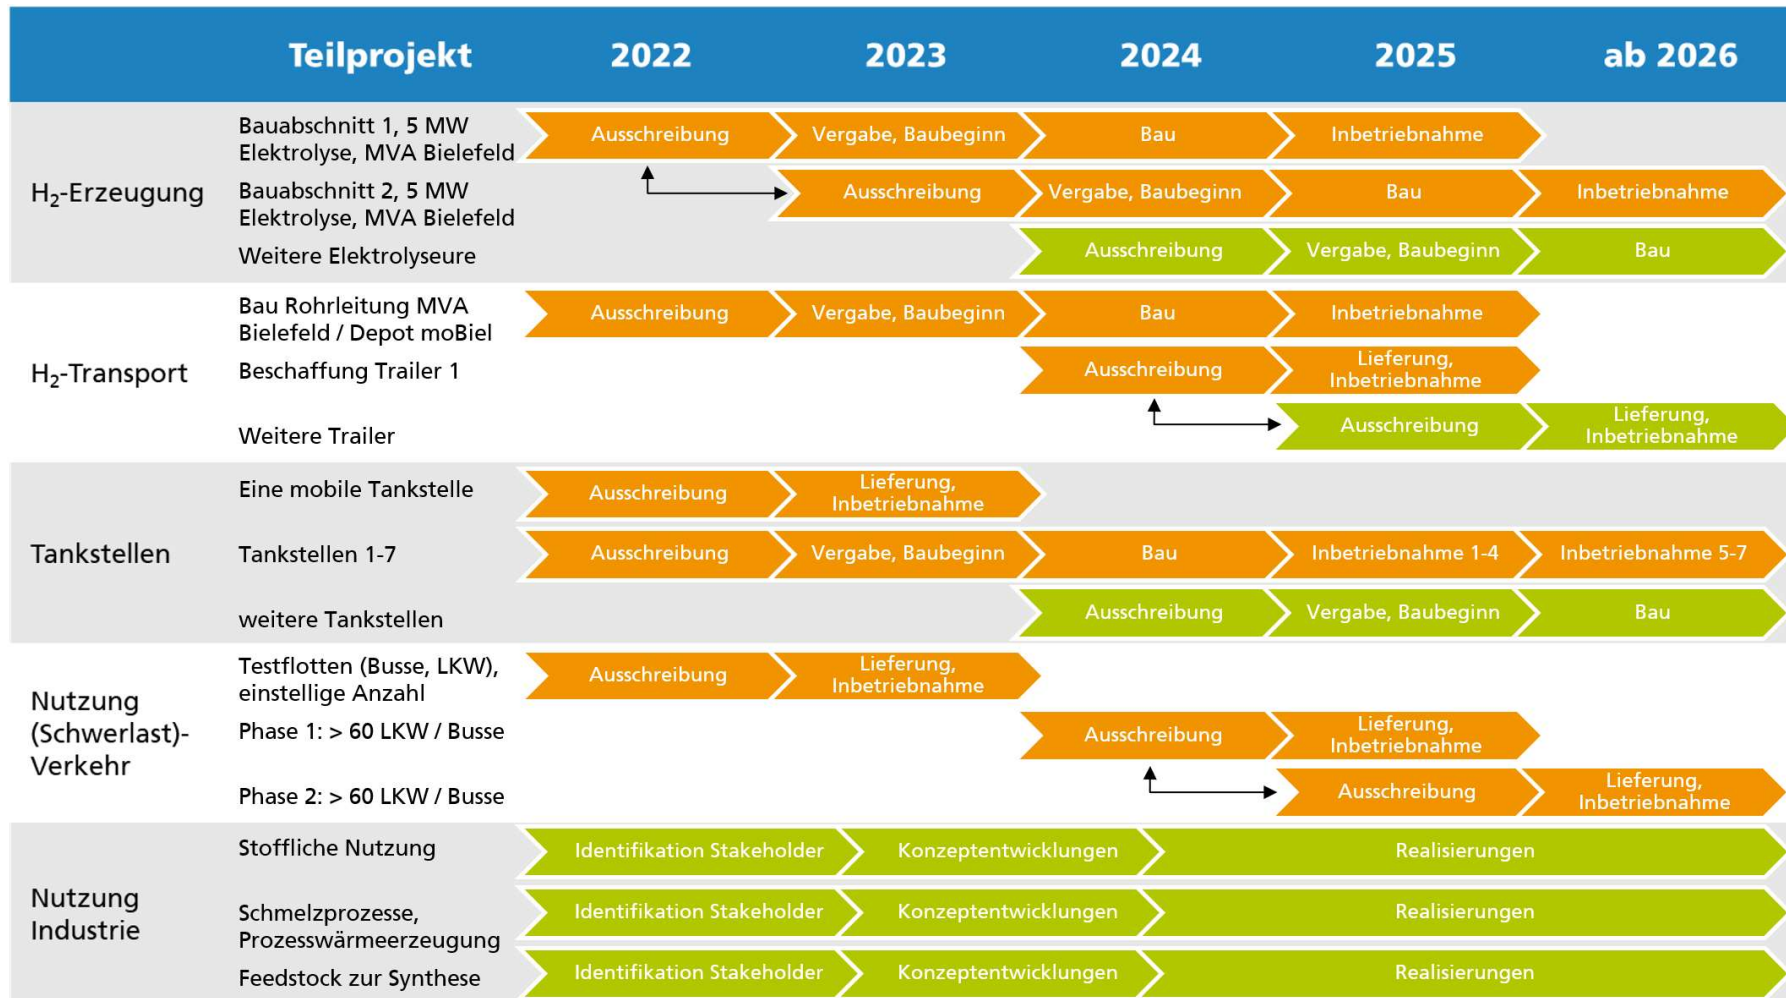 Teilprojekt 2022 2023 2024 2025 ab 2026
H₂-Erzeugung
Bauabschnitt 1, 5 MW
Elektrolyse, MVA Bielefeld
Ausschreibung Vergabe, Baubeginn Bau Inbetriebnahme
Bauabschnitt 2, 5 MW
Elektrolyse, MVA Bielefeld
Ausschreibung Vergabe, Baubeginn Bau Inbetriebnahme
Weitere Elektrolyseure
Ausschreibung Vergabe, Baubeginn Bau
H₂-Transport
Bau Rohrleitung MVA
Bielefeld / Depot moBiel
Ausschreibung Vergabe, Baubeginn Bau Inbetriebnahme
Beschaffung Trailer 1
Ausschreibung
Lieferung,
Inbetriebnahme
Weitere Trailer
Ausschreibung
Lieferung,
Inbetriebnahme
Tankstellen
Eine mobile Tankstelle
Ausschreibung
Lieferung,
Inbetriebnahme
Tankstellen 1-7
Ausschreibung Vergabe, Baubeginn Bau Inbetriebnahme 1-4 Inbetriebnahme 5-7
weitere Tankstellen
Ausschreibung Vergabe, Baubeginn Bau
Nutzung
(Schwerlast)-
Verkehr
Testflotten (Busse, LKW),
einstellige Anzahl
Ausschreibung
Lieferung,
Inbetriebnahme
Phase 1: > 60 LKW / Busse
Ausschreibung
Lieferung,
Inbetriebnahme
Phase 2: > 60 LKW / Busse
Ausschreibung
Lieferung,
Inbetriebnahme
Nutzung
Industrie
Stoffliche Nutzung
Identifikation Stakeholder Konzeptentwicklungen Realisierungen
Schmelzprozesse,
Prozesswärmeerzeugung
Identifikation Stakeholder Konzeptentwicklungen Realisierungen
Feedstock zur Synthese
Identifikation Stakeholder Konzeptentwicklungen Realisierungen